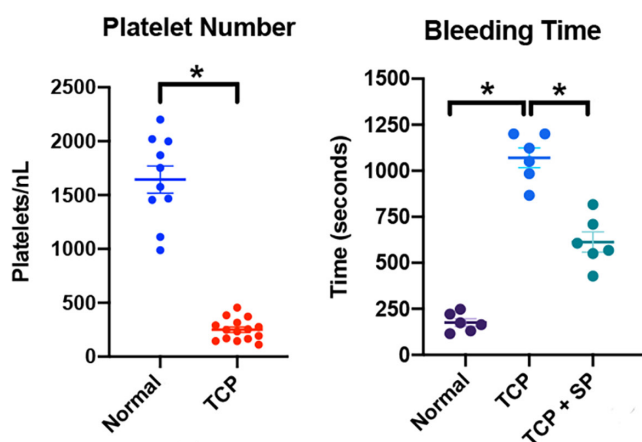 Platelet Number
*
Platelets/nL
2500
2000
1500
1000
500
0
Normal
TCP
Bleeding Time
*
*
Time (seconds)
1500
1250
1000
750
500
250
0
Normal
TCP
TCP + SP